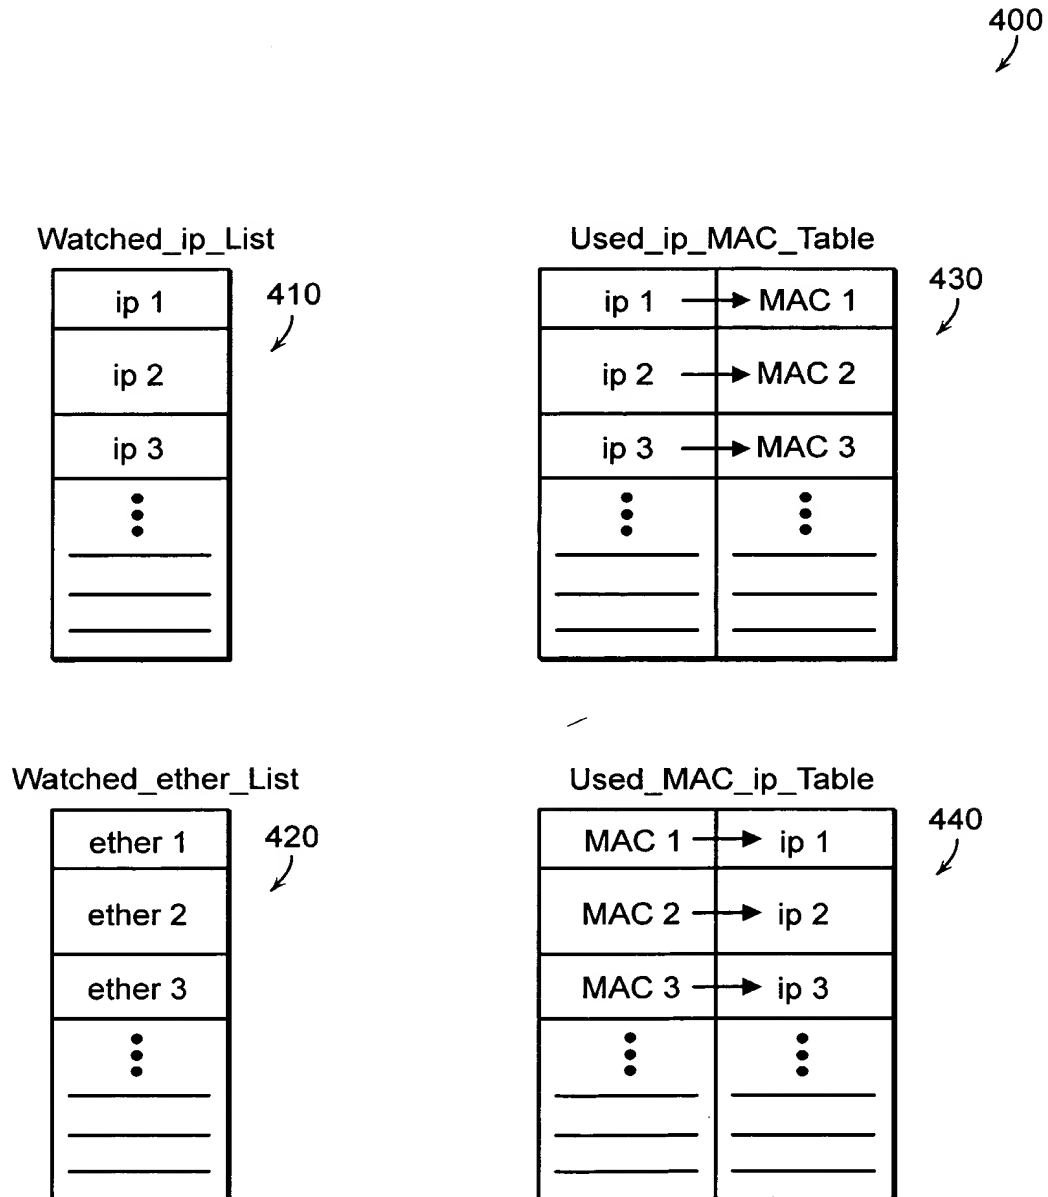 400
Watched_ip_List
410
ip 1
ip 2
ip 3
Used_ip_MAC_Table
430
ip 1 MAC 1
ip 2 MAC 2
ip 3 MAC 3
Watched_ether_List
420
ether 1
ether 2
ether 3
Used_MAC_ip_Table
440
MAC 1 ip 1
MAC 2 ip 2
MAC 3 ip 3